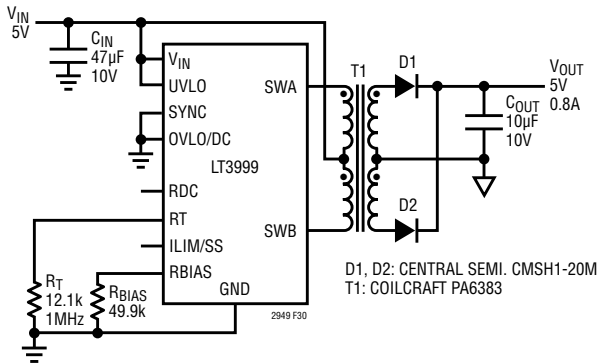 VIN
5V
CIN
47µF
10V
VIN
UVLO
SYNC
OVLO/DC
LT3999
RDC
RT
ILIM/SS
RBIAS
GND
SWA
SWB
T1
D1
D2
VOUT
5V
0.8A
COUT
10µF
10V
RT
12.1k
1MHz
RBIAS
49.9k
2949 F30
D1, D2: CENTRAL SEMI. CMSH1-20M
T1: COILCRAFT PA6383